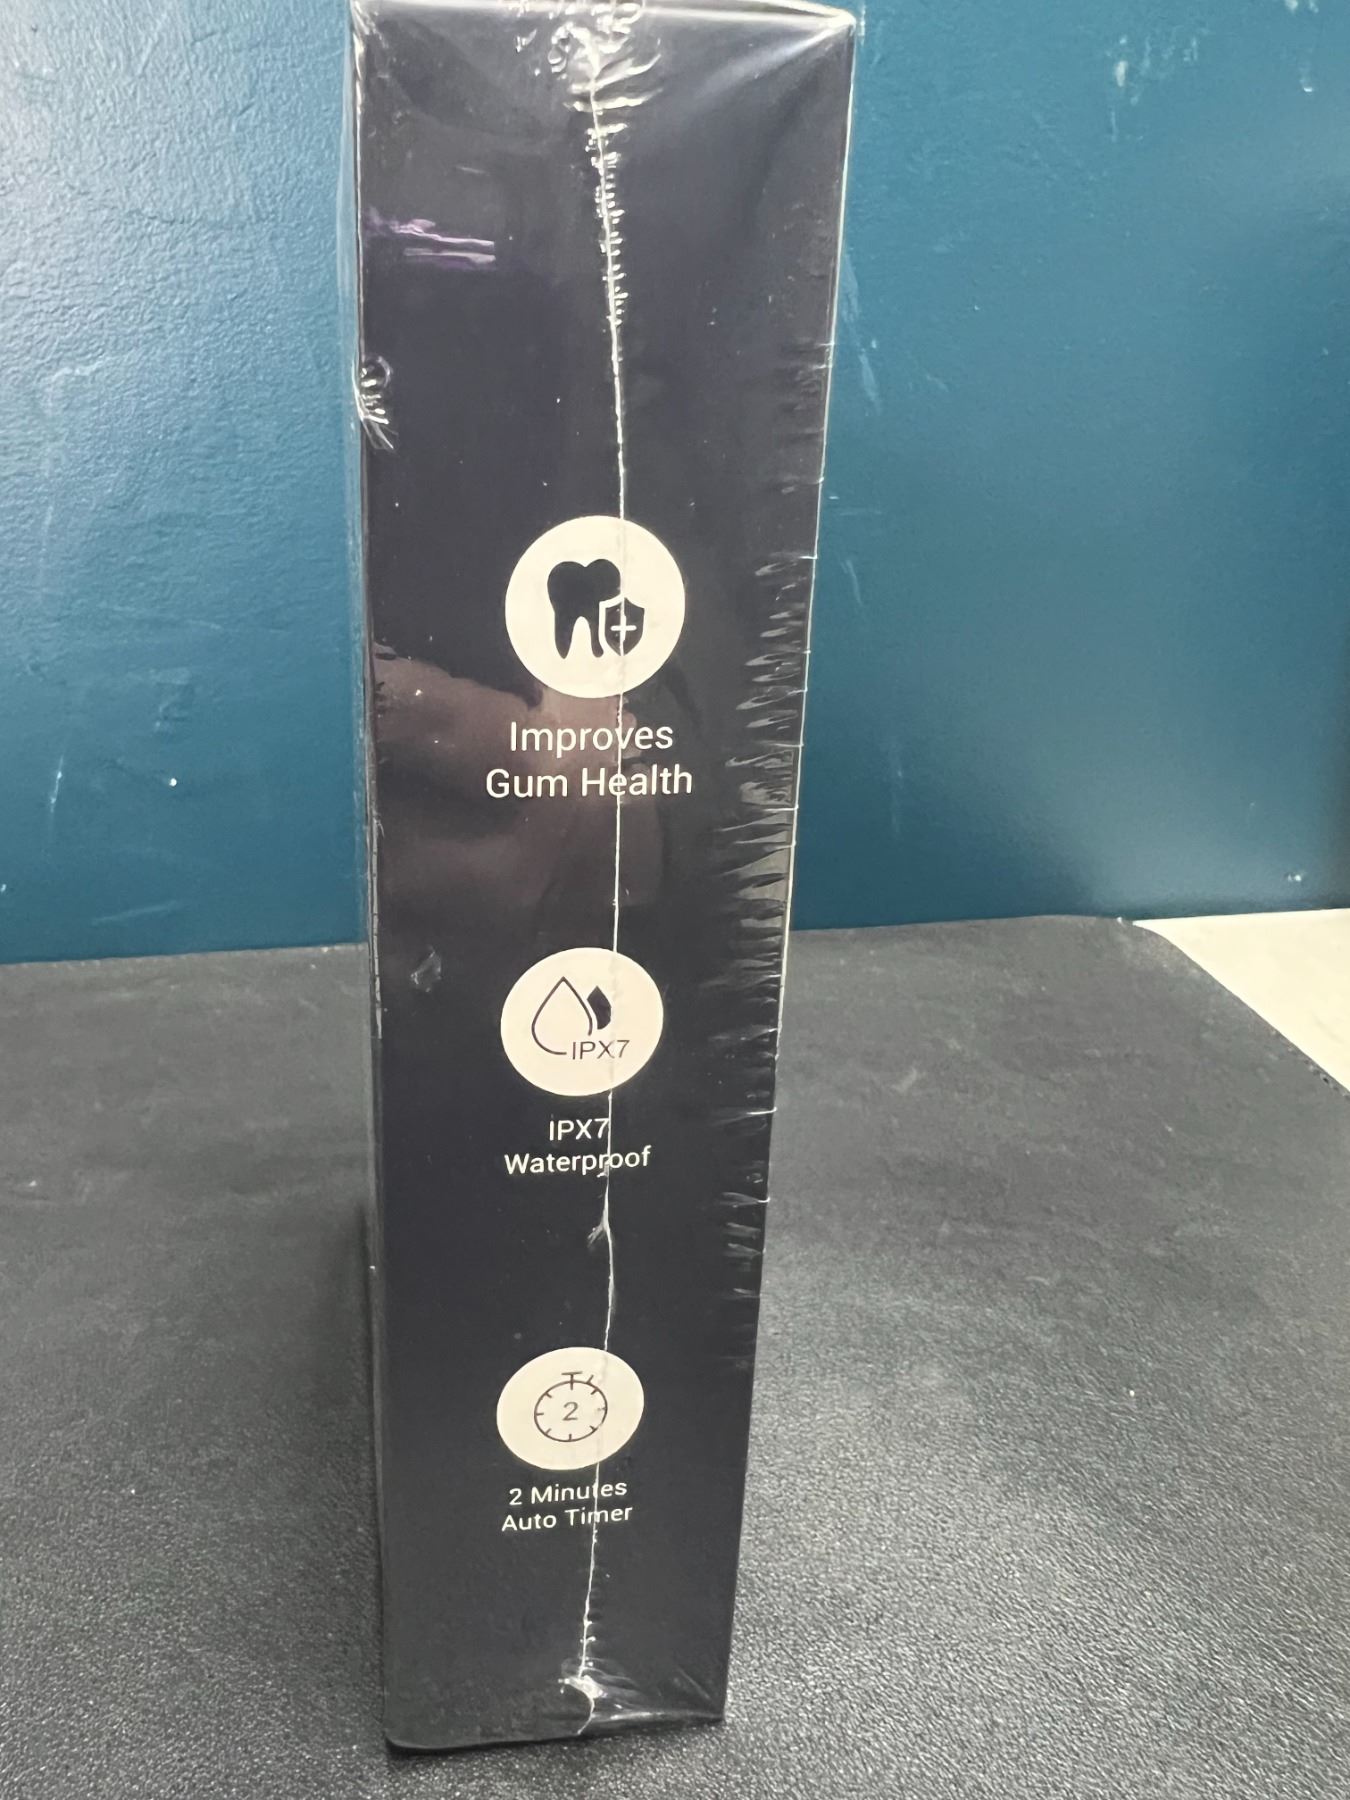 Improves
Gum Health
IPX7
IPX7
Waterproof
2
2 Minutes
Auto Timer